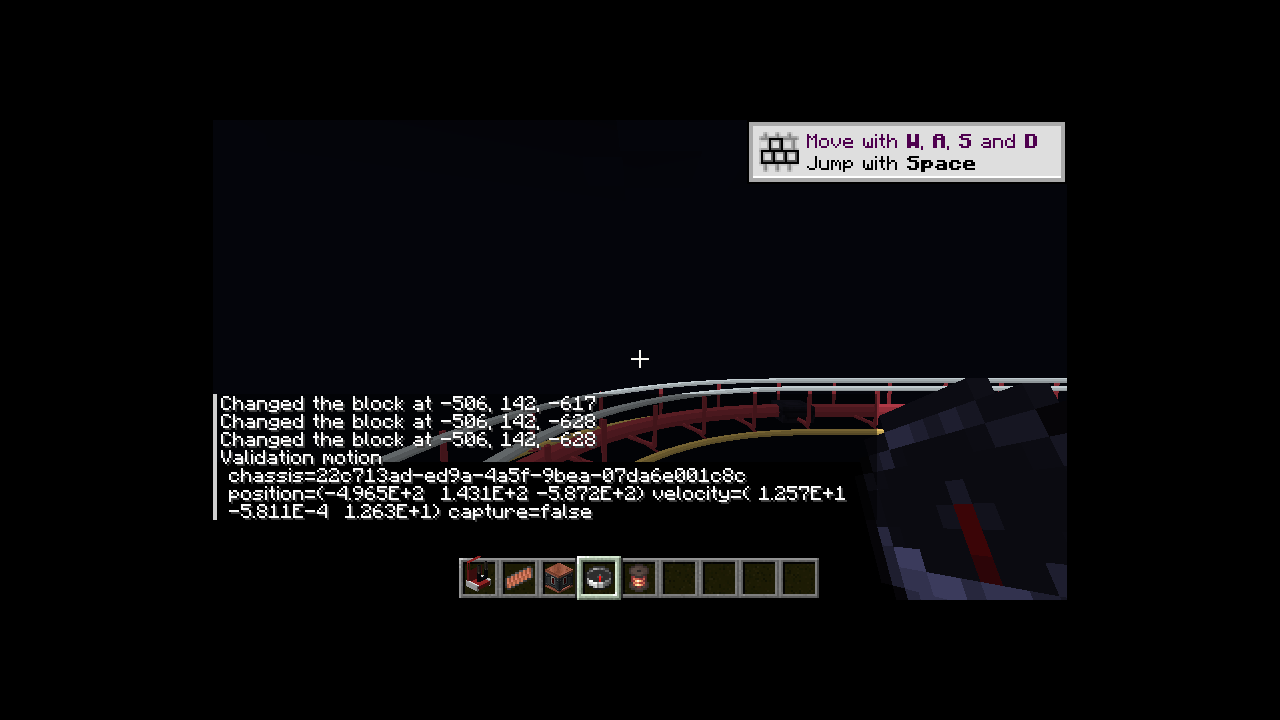 Move with W, A, S and D
Jump with Space
Changed the block at -506, 142, -617
Changed the block at -506, 142, -628
Changed the block at -506, 142, -628
Validation motion
chassis=22c713ad-ed9a-4a5f-9bea-07da6e001c8c
position=(-4.965E+2 1.431E+2 -5.872E+2) velocity=( 1.257E+1
-5.811E-4 1.263E+1) capture=false